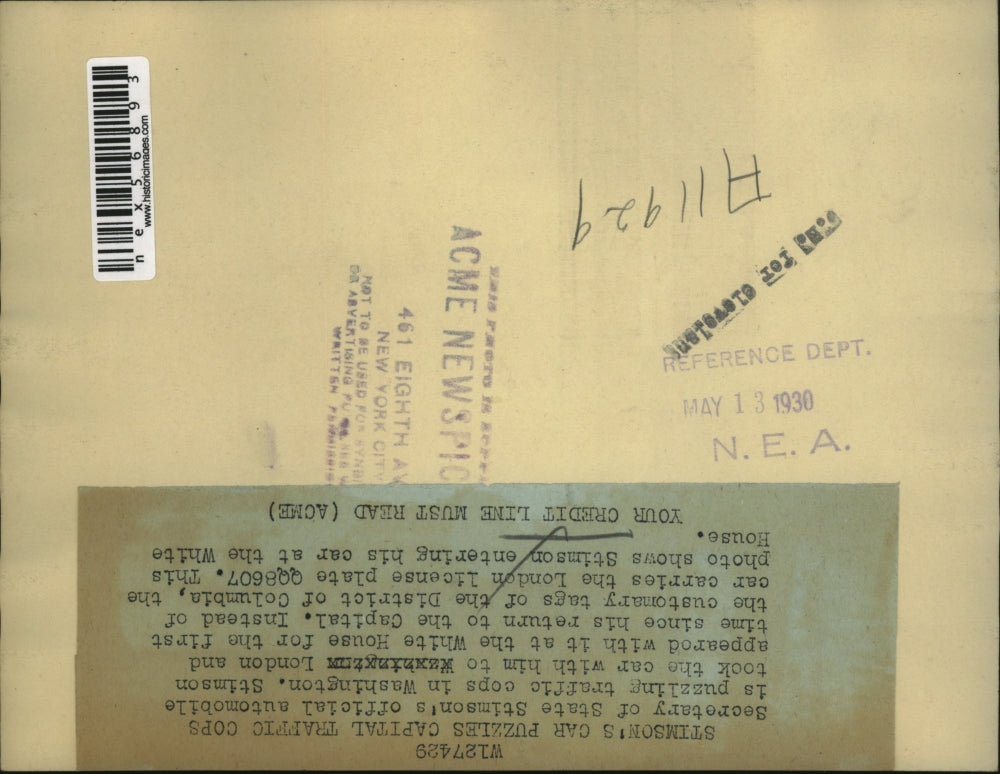 W127429
STIMSON'S CAR PUZZLES CAPITAL TRAFFIC COPS
Secretary of State Stimson's official automobile
is puzzling traffic cops in Washington. Stimson
took the car with him to London and
appeared with it at the White House for the first
time since his return to the Capital. Instead of
the customary tags of the District of Columbia, the
car carries the London license plate QQ8607. This
photo shows Stimson entering his car at the White
House.
YOUR CREDIT LINE MUST READ (ACME)
REFERENCE DEPT.
MAY 13 1930
N. E. A.
A11929
ACME NEWSPIC
461 EIGHTH AV
NEW YORK CITY
NOT TO BE USED FOR
OR ADVERTISING
WRITTEN
nex56893
www.historicimages.com